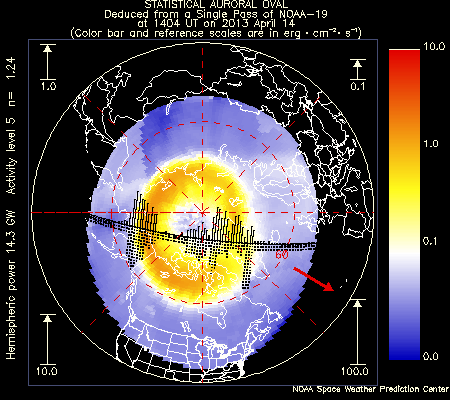 STATISTICAL AURORAL OVAL
Deduced from a Single Pass of NOAA-19
at 1404 UT on 2013 April 14
(Color bar and reference scales are in erg · cm⁻² · s⁻¹)
1.0
0.1
10.0
100.0
60
Hemispheric power 14.3 GW Activity level 5 n= 1.24
10.0
1.0
0.1
0.0
NOAA Space Weather Prediction Center